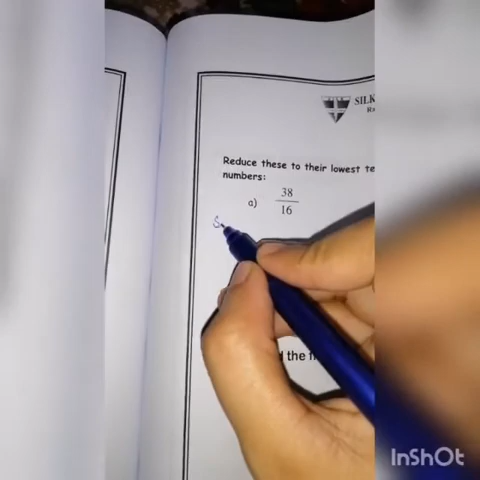 SILK
Reduce these to their lowest te
numbers:
a) 38/16
S
the f
InShOt